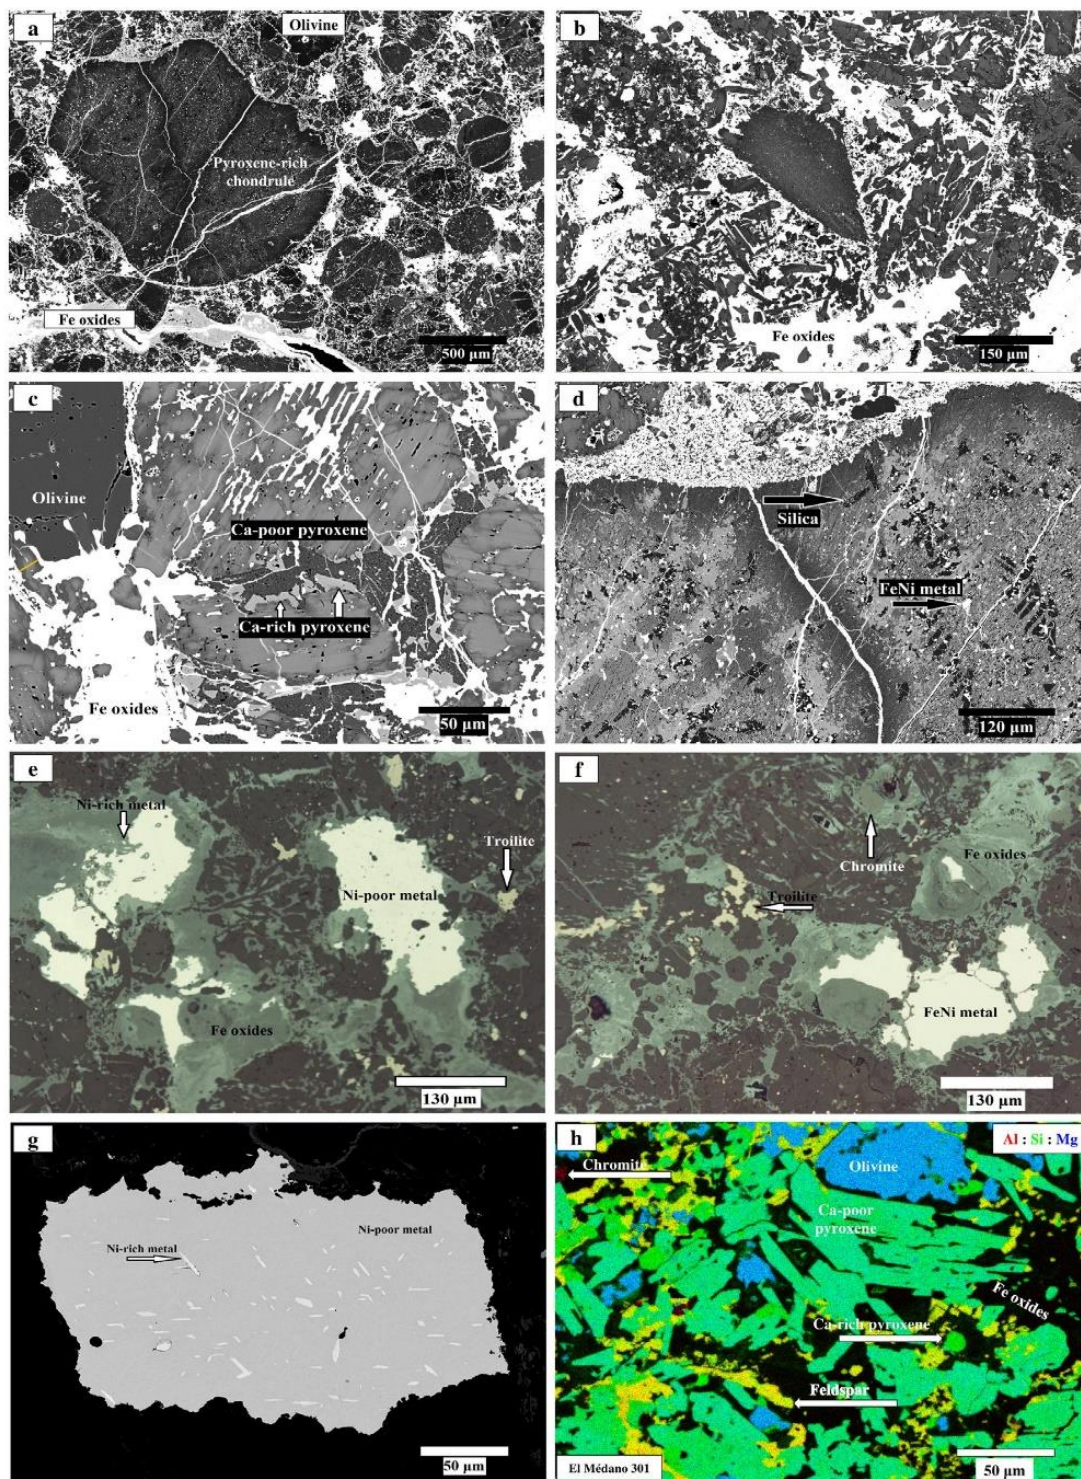 a
Olivine
Pyroxene-rich
chondrule
Fe oxides
500 µm
b
Fe oxides
150 µm
c
Olivine
Ca-poor pyroxene
Ca-rich pyroxene
Fe oxides
50 µm
d
Silica
FeNi metal
120 µm
e
Ni-rich metal
Troilite
Ni-poor metal
Fe oxides
130 µm
f
Chromite
Fe oxides
Troilite
FeNi metal
130 µm
g
Ni-poor metal
Ni-rich metal
50 µm
h
Al : Si : Mg
Chromite
Olivine
Ca-poor
pyroxene
Fe oxides
Ca-rich pyroxene
Feldspar
El Médano 301
50 µm